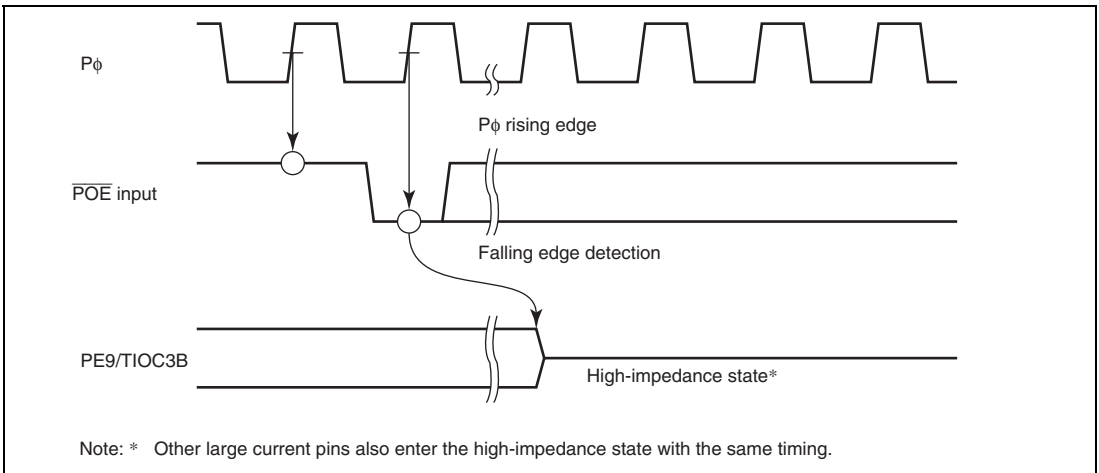 Pϕ
Pϕ rising edge
POE input
Falling edge detection
PE9/TIOC3B
High-impedance state*
Note: * Other large current pins also enter the high-impedance state with the same timing.